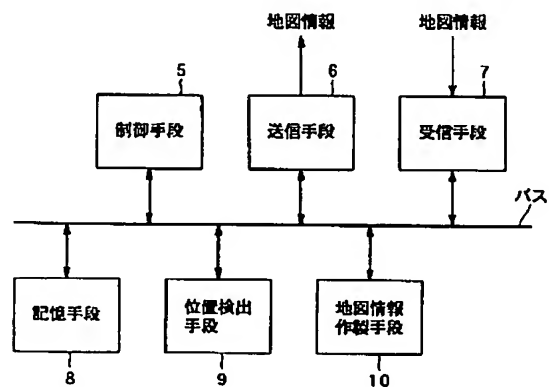 地図情報
地図情報
5
6
7
制御手段
送信手段
受信手段
バス
記憶手段
位置検出
手段
地図情報
作製手段
8
9
10